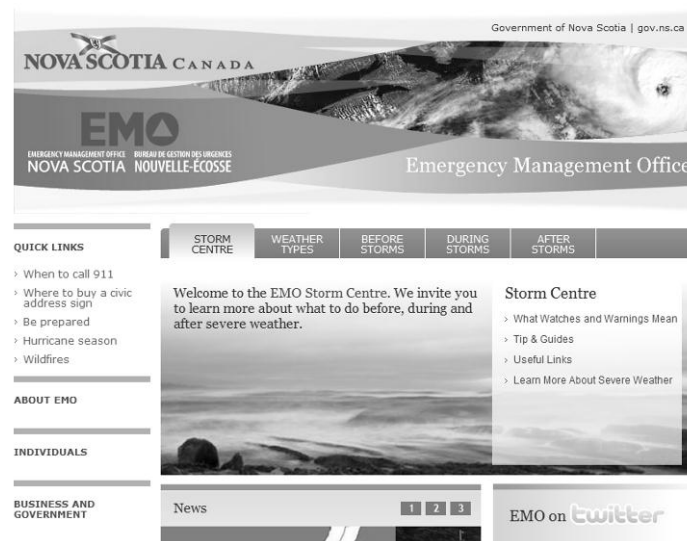 Government of Nova Scotia | gov.ns.ca
NOVA SCOTIA CANADA
EMO
EMERGENCY MANAGEMENT OFFICE BUREAU DE GESTION DES URGENCES
NOVA SCOTIA NOUVELLE-ÉCOSSE
Emergency Management Office
QUICK LINKS
› When to call 911
› Where to buy a civic
address sign
› Be prepared
› Hurricane season
› Wildfires
ABOUT EMO
INDIVIDUALS
BUSINESS AND
GOVERNMENT
STORM
CENTRE
WEATHER
TYPES
BEFORE
STORMS
DURING
STORMS
AFTER
STORMS
Welcome to the EMO Storm Centre. We invite you
to learn more about what to do before, during and
after severe weather.
Storm Centre
› What Watches and Warnings Mean
› Tip & Guides
› Useful Links
› Learn More About Severe Weather
News
1 2 3
EMO on twitter